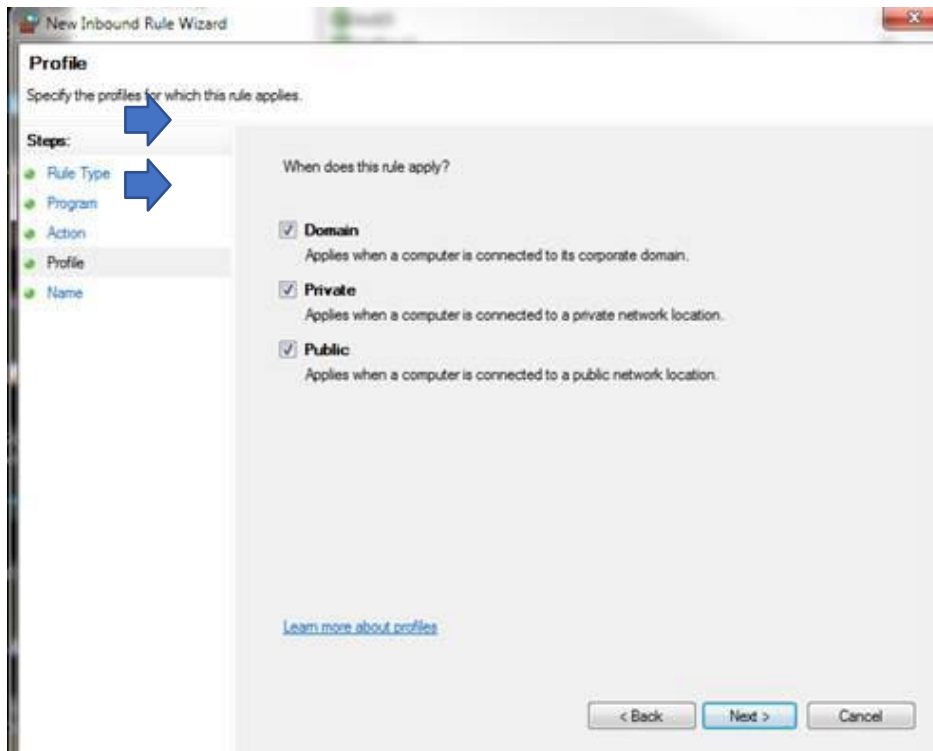 New Inbound Rule Wizard
Profile
Specify the profiles for which this rule applies.
Steps:
Rule Type
Program
Action
Profile
Name
When does this rule apply?
Domain
Applies when a computer is connected to its corporate domain.
Private
Applies when a computer is connected to a private network location.
Public
Applies when a computer is connected to a public network location.
Learn more about profiles
< Back
Next >
Cancel